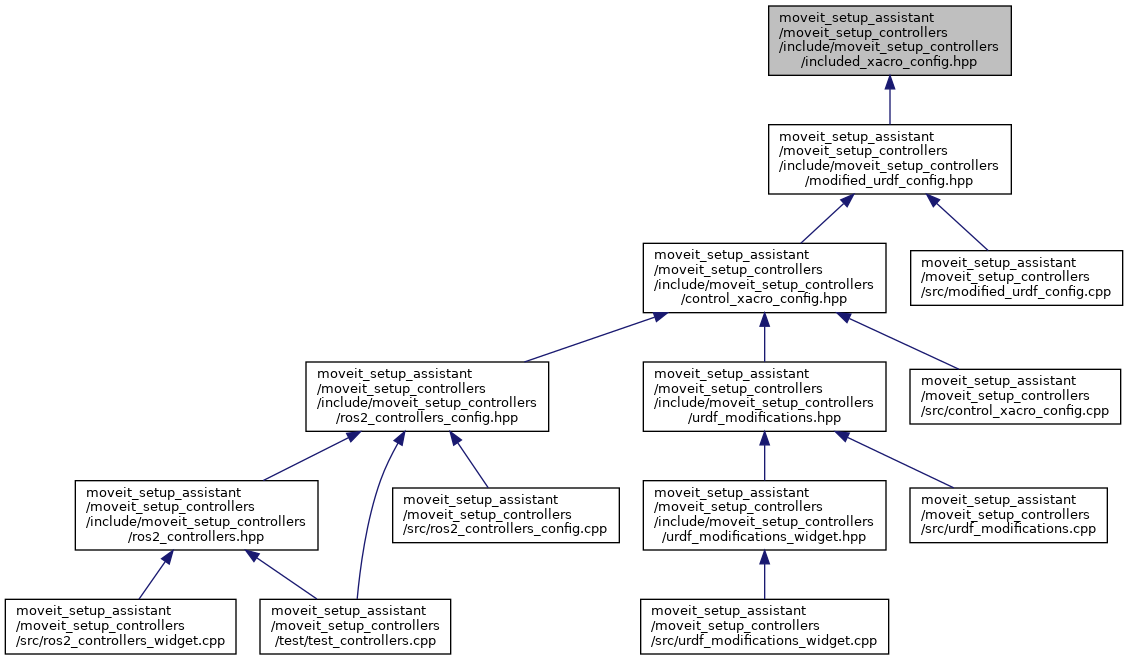 moveit_setup_assistant
/moveit_setup_controllers
/include/moveit_setup_controllers
/included_xacro_config.hpp
moveit_setup_assistant
/moveit_setup_controllers
/include/moveit_setup_controllers
/modified_urdf_config.hpp
moveit_setup_assistant
/moveit_setup_controllers
/include/moveit_setup_controllers
/control_xacro_config.hpp
moveit_setup_assistant
/moveit_setup_controllers
/src/modified_urdf_config.cpp
moveit_setup_assistant
/moveit_setup_controllers
/include/moveit_setup_controllers
/ros2_controllers_config.hpp
moveit_setup_assistant
/moveit_setup_controllers
/include/moveit_setup_controllers
/urdf_modifications.hpp
moveit_setup_assistant
/moveit_setup_controllers
/src/control_xacro_config.cpp
moveit_setup_assistant
/moveit_setup_controllers
/include/moveit_setup_controllers
/ros2_controllers.hpp
moveit_setup_assistant
/moveit_setup_controllers
/src/ros2_controllers_config.cpp
moveit_setup_assistant
/moveit_setup_controllers
/include/moveit_setup_controllers
/urdf_modifications_widget.hpp
moveit_setup_assistant
/moveit_setup_controllers
/src/urdf_modifications.cpp
moveit_setup_assistant
/moveit_setup_controllers
/src/ros2_controllers_widget.cpp
moveit_setup_assistant
/moveit_setup_controllers
/test/test_controllers.cpp
moveit_setup_assistant
/moveit_setup_controllers
/src/urdf_modifications_widget.cpp